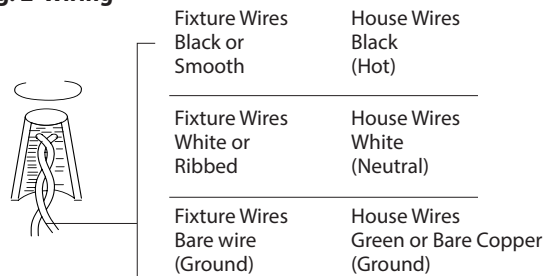 Fixture Wires House Wires
Black or Black
Smooth (Hot)
Fixture Wires House Wires
White or White
Ribbed (Neutral)
Fixture Wires House Wires
Bare wire Green or Bare Copper
(Ground) (Ground)